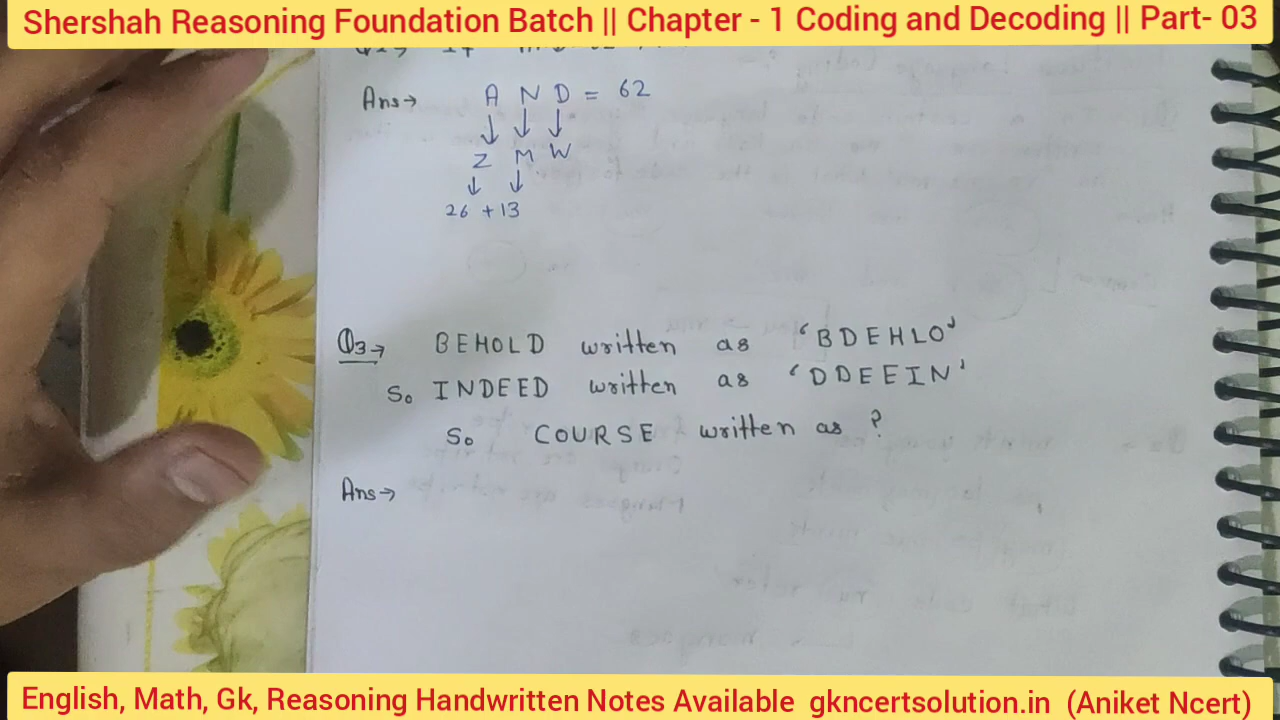 Shershah Reasoning Foundation Batch || Chapter - 1 Coding and Decoding || Part- 03
Ans→ A N D = 62
↓ ↓ ↓
Z M W
↓ ↓
26 + 13
Q3→ BEHOLD written as ‘BDEHLO’
So INDEED written as ‘DDEEIN’
So COURSE written as ?
Ans→
English, Math, Gk, Reasoning Handwritten Notes Available gkncertsolution.in (Aniket Ncert)